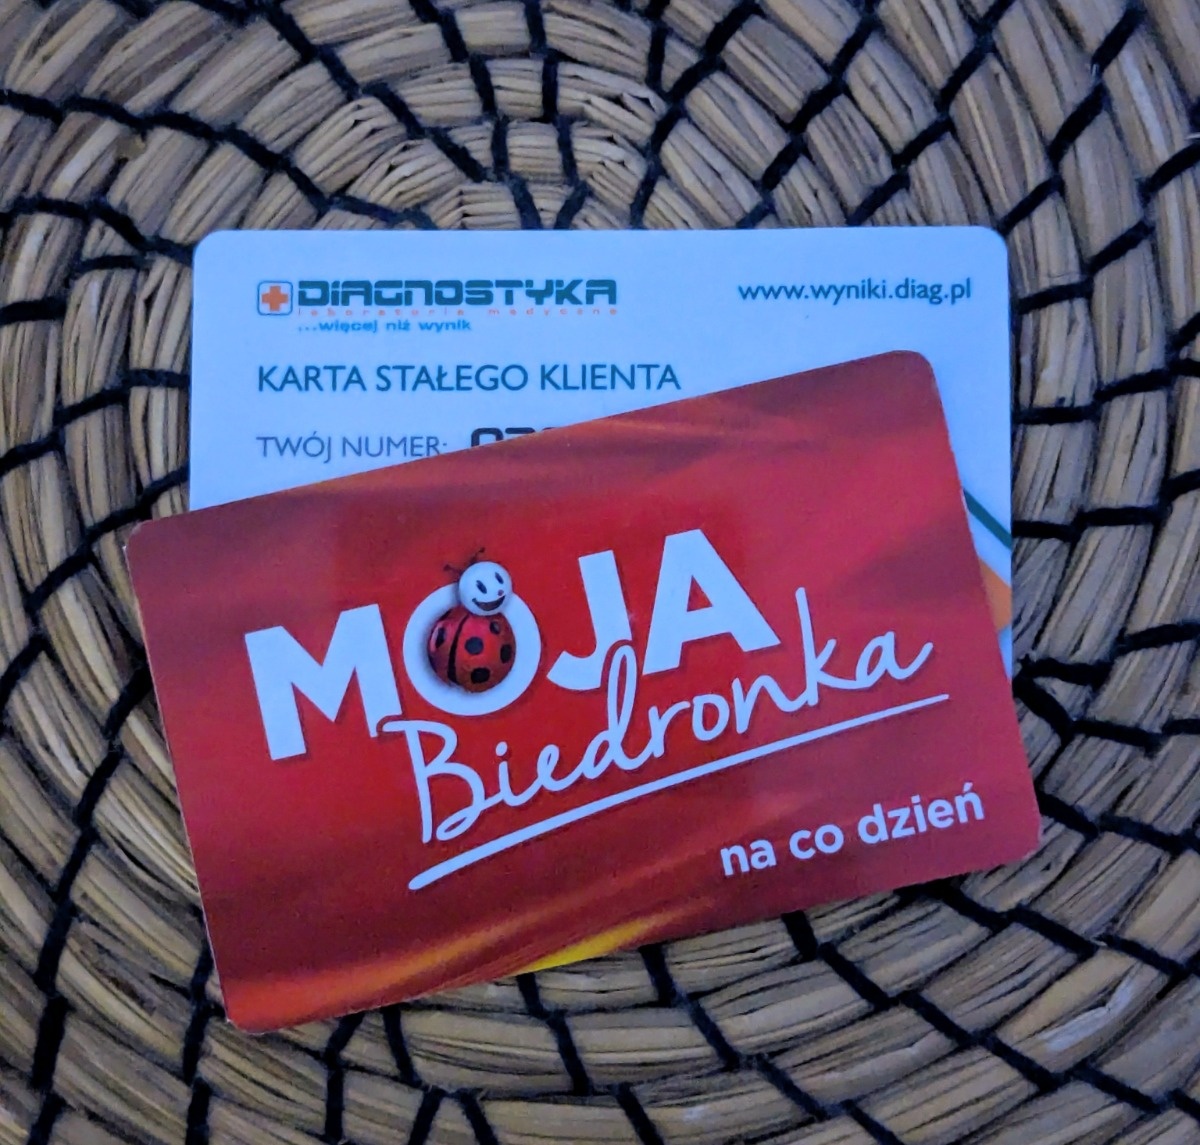 DIAGNOSTYKA
laboratoria medyczne
...więcej niż wynik
www.wyniki.diag.pl
KARTA STAŁEGO KLIENTA
TWÓJ NUMER:
MOJA
Biedronka
na co dzień